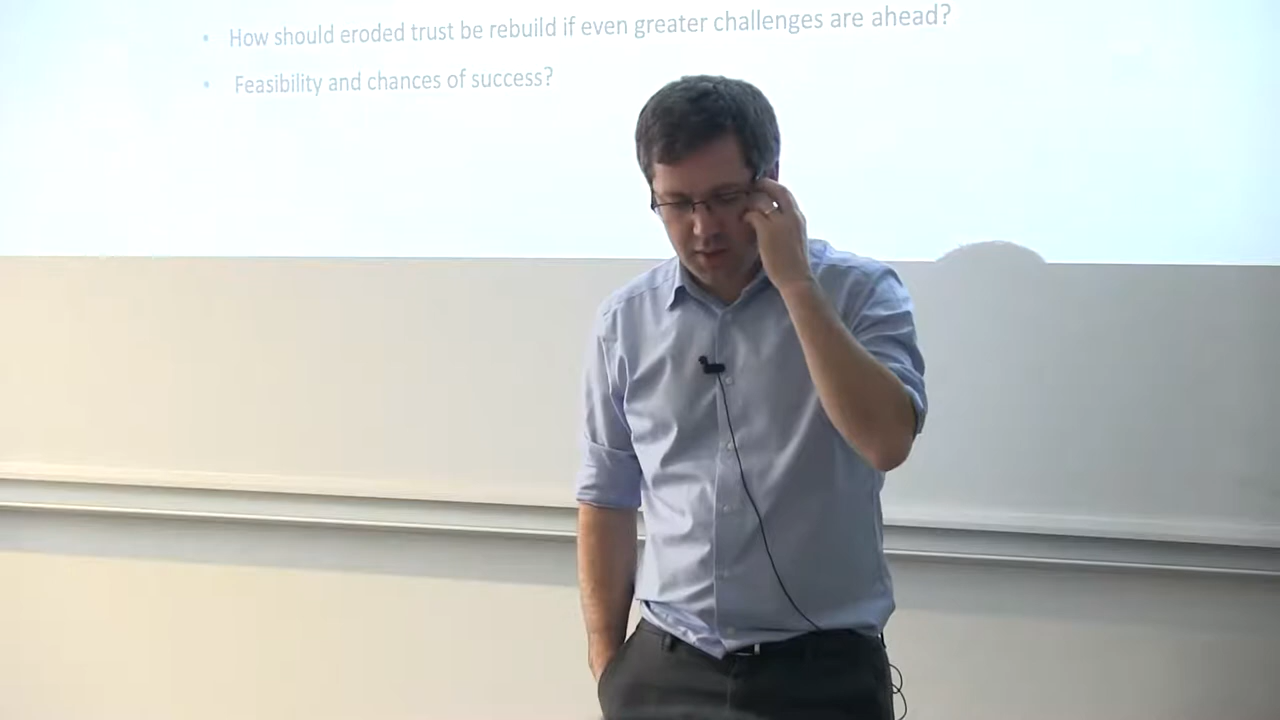 • How should eroded trust be rebuild if even greater challenges are ahead?
• Feasibility and chances of success?